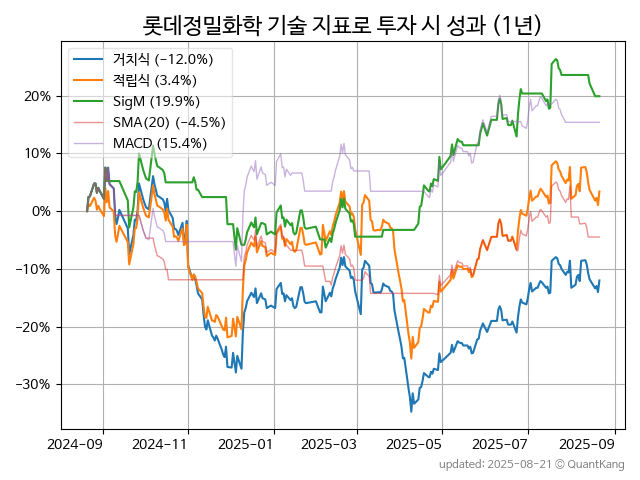 롯데정밀화학 기술 지표로 투자 시 성과 (1년)
거치식 (−12.0%)
적립식 (3.4%)
SigM (19.9%)
SMA(20) (−4.5%)
MACD (15.4%)
20%
10%
0%
−10%
−20%
−30%
2024−09
2024−11
2025−01
2025−03
2025−05
2025−07
2025−09
updated: 2025-08-21 © QuantKang